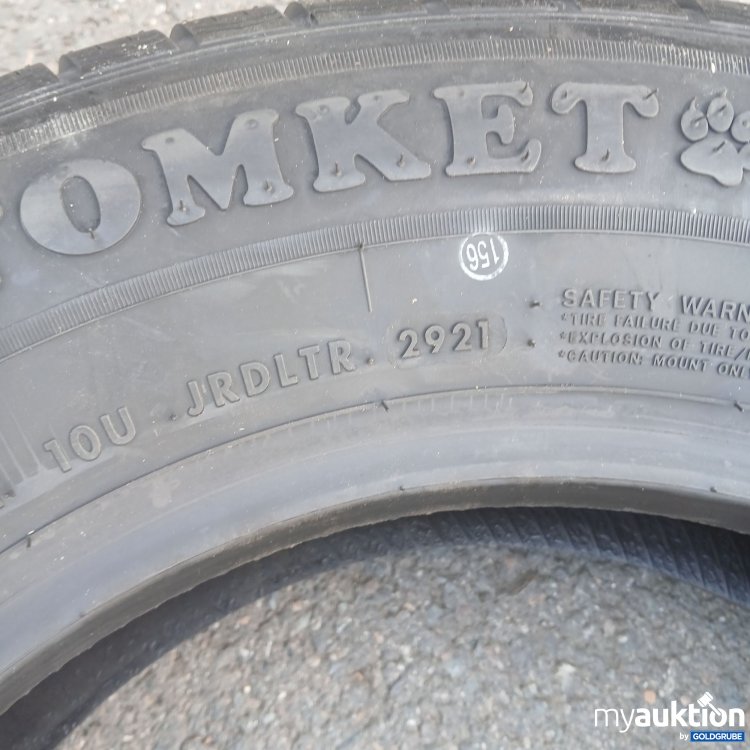 OMKET
156
SAFETY WARN
*TIRE FAILURE DUE TO
*EXPLOSION OF TIRE/
*CAUTION: MOUNT ON
10U JRDLTR 2921
myauktion
by GOLDGRUBE